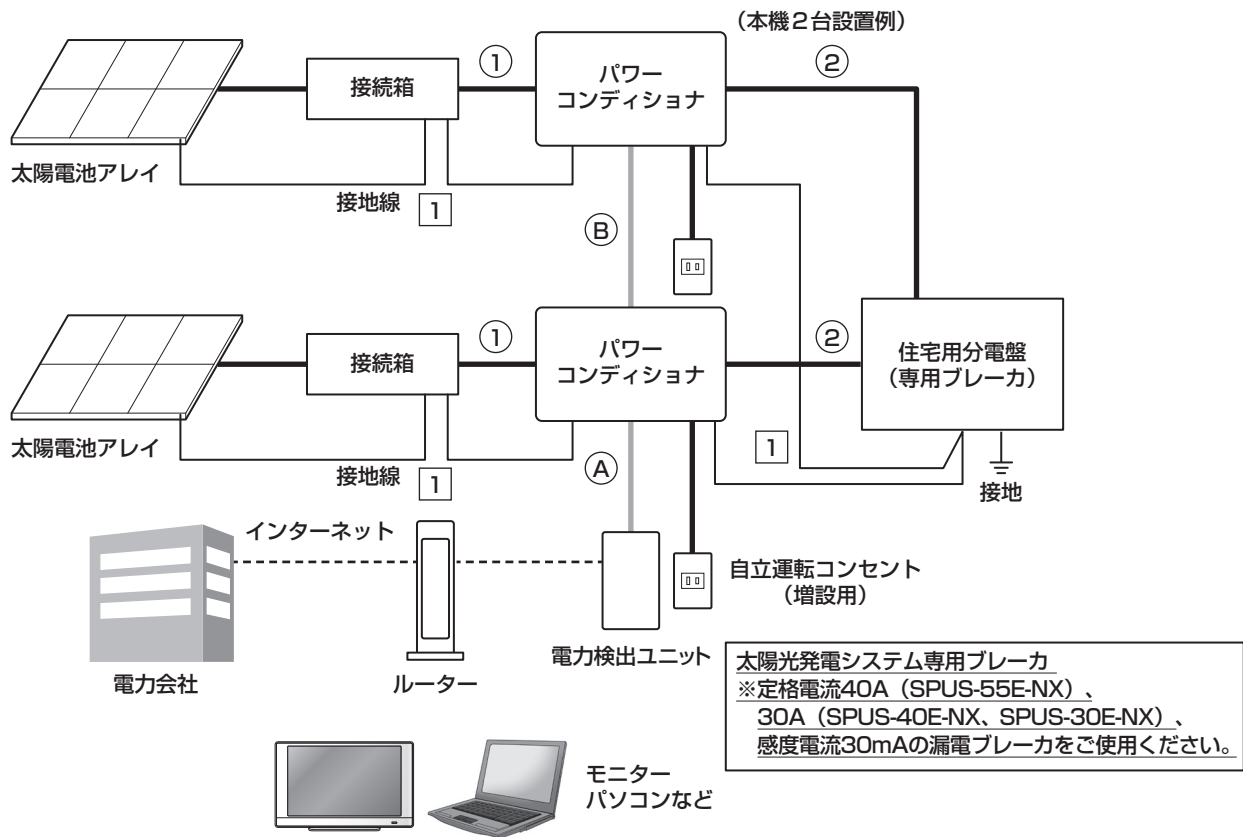 （本機２台設置例）
①
②
接続箱
パワー
コンディショナ
太陽電池アレイ
接地線
1
Ⓑ
①
②
接続箱
パワー
コンディショナ
住宅用分電盤
（専用ブレーカ）
太陽電池アレイ
接地線
1
Ⓐ
1
接地
インターネット
自立運転コンセント
（増設用）
電力会社
ルーター
電力検出ユニット
太陽光発電システム専用ブレーカ
※定格電流40A（SPUS-55E-NX）、
30A（SPUS-40E-NX、SPUS-30E-NX）、
感度電流30mAの漏電ブレーカをご使用ください。
モニター
パソコンなど